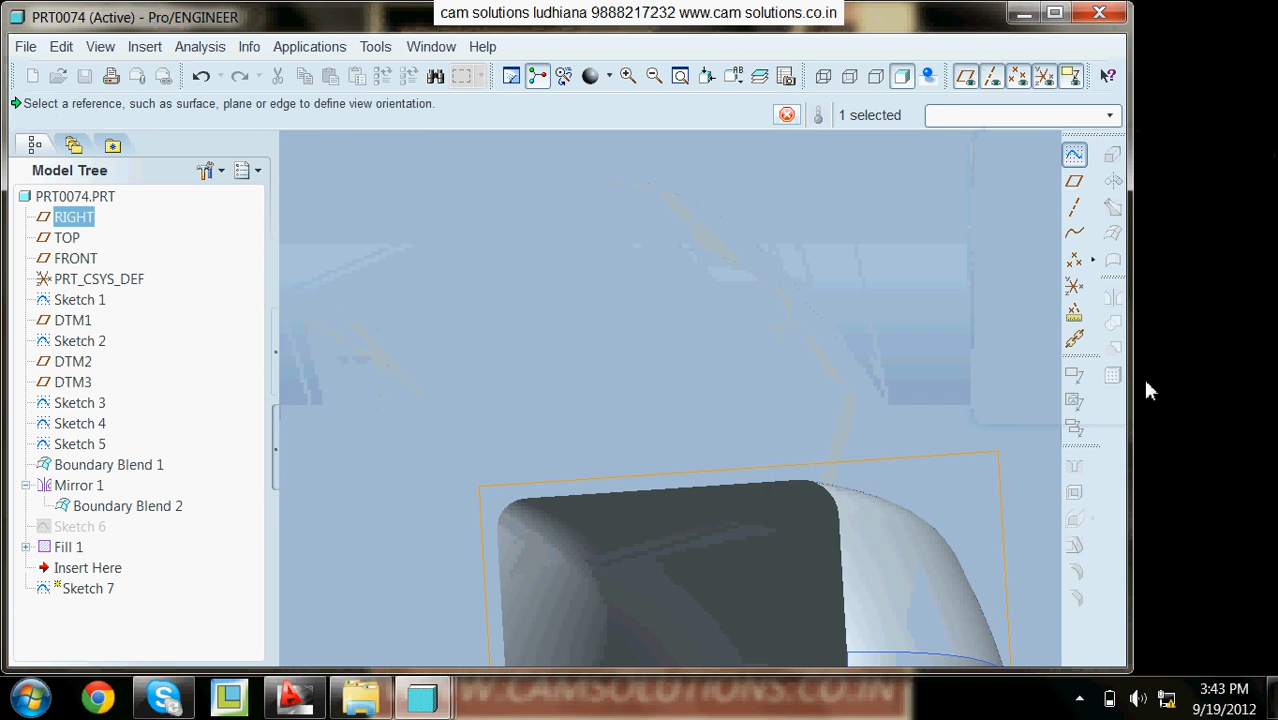 PRT0074 (Active) - Pro/ENGINEER
cam solutions ludhiana 9888217232 www.cam solutions.co.in
File Edit View Insert Analysis Info Applications Tools Window Help
Select a reference, such as surface, plane or edge to define view orientation.
1 selected
Model Tree
PRT0074.PRT
RIGHT
TOP
FRONT
PRT_CSYS_DEF
Sketch 1
DTM1
Sketch 2
DTM2
DTM3
Sketch 3
Sketch 4
Sketch 5
Boundary Blend 1
Mirror 1
Boundary Blend 2
Sketch 6
Fill 1
Insert Here
Sketch 7
3:43 PM
9/19/2012